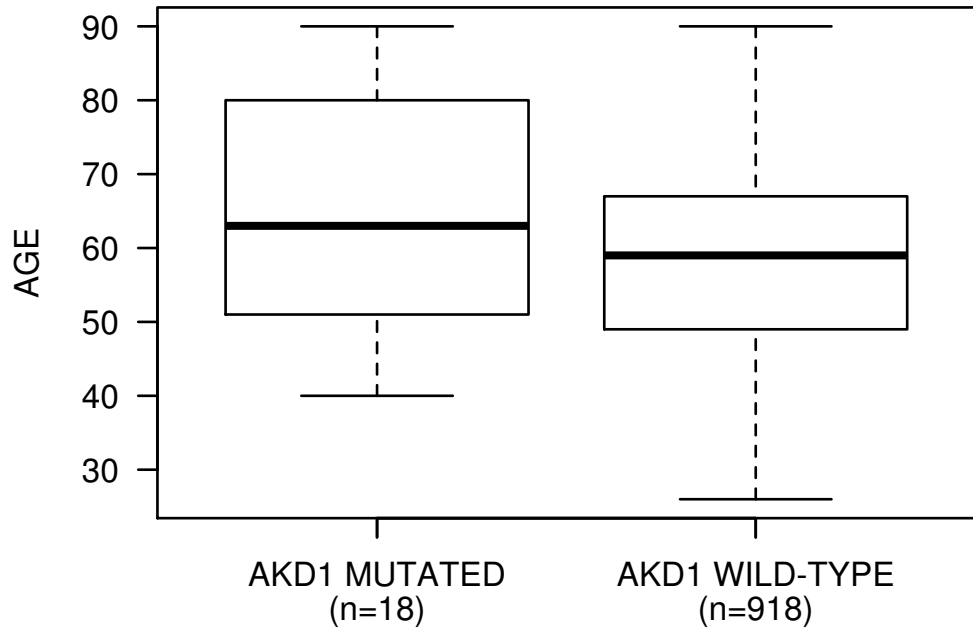 90
80
70
60
50
40
30
AGE
AKD1 MUTATED
(n=18)
AKD1 WILD-TYPE
(n=918)